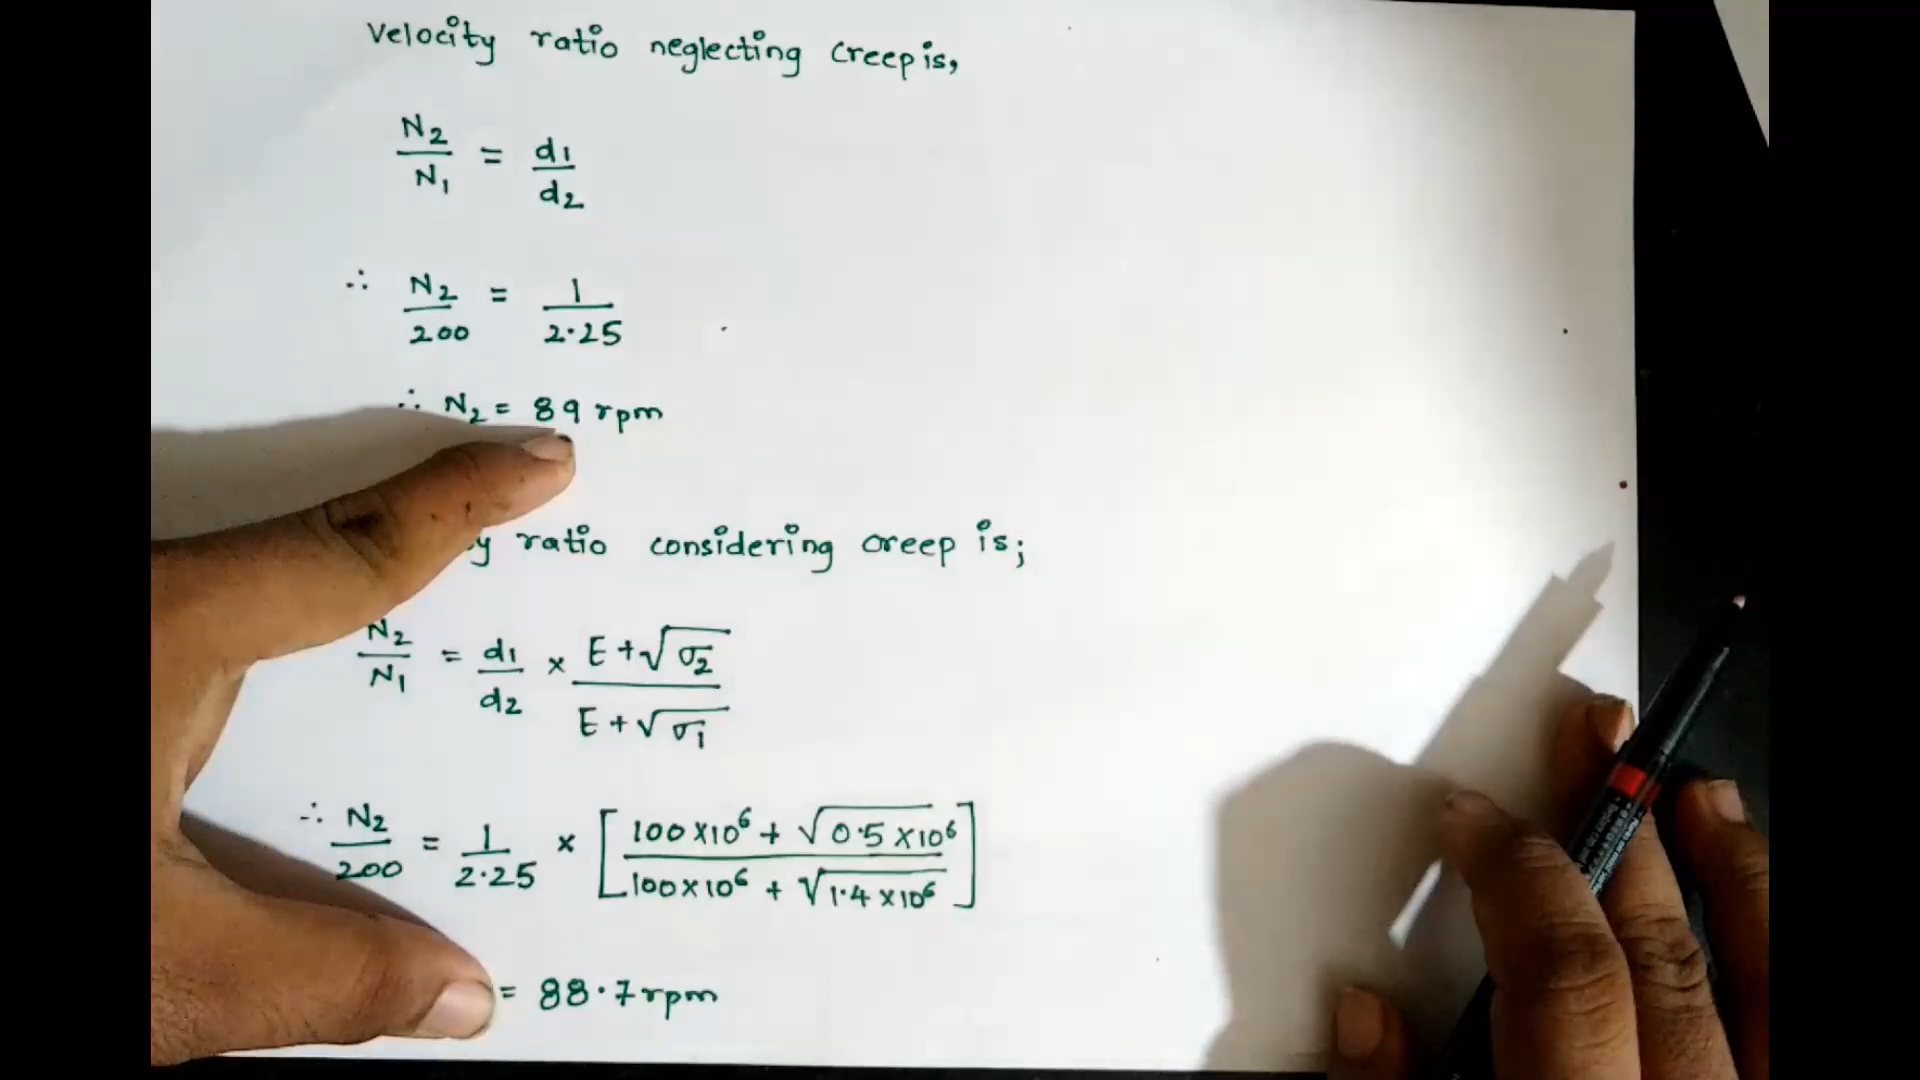 Velocity ratio neglecting creep is,
N2/N1 = d1/d2
∴ N2/200 = 1/2.25
∴ N2 = 89 rpm
ratio considering creep is;
N2/N1 = d1/d2 × (E+√σ2)/(E+√σ1)
∴ N2/200 = 1/2.25 × [(100×10⁶ + √0.5×10⁶)/(100×10⁶ + √1.4×10⁶)]
= 88.7 rpm